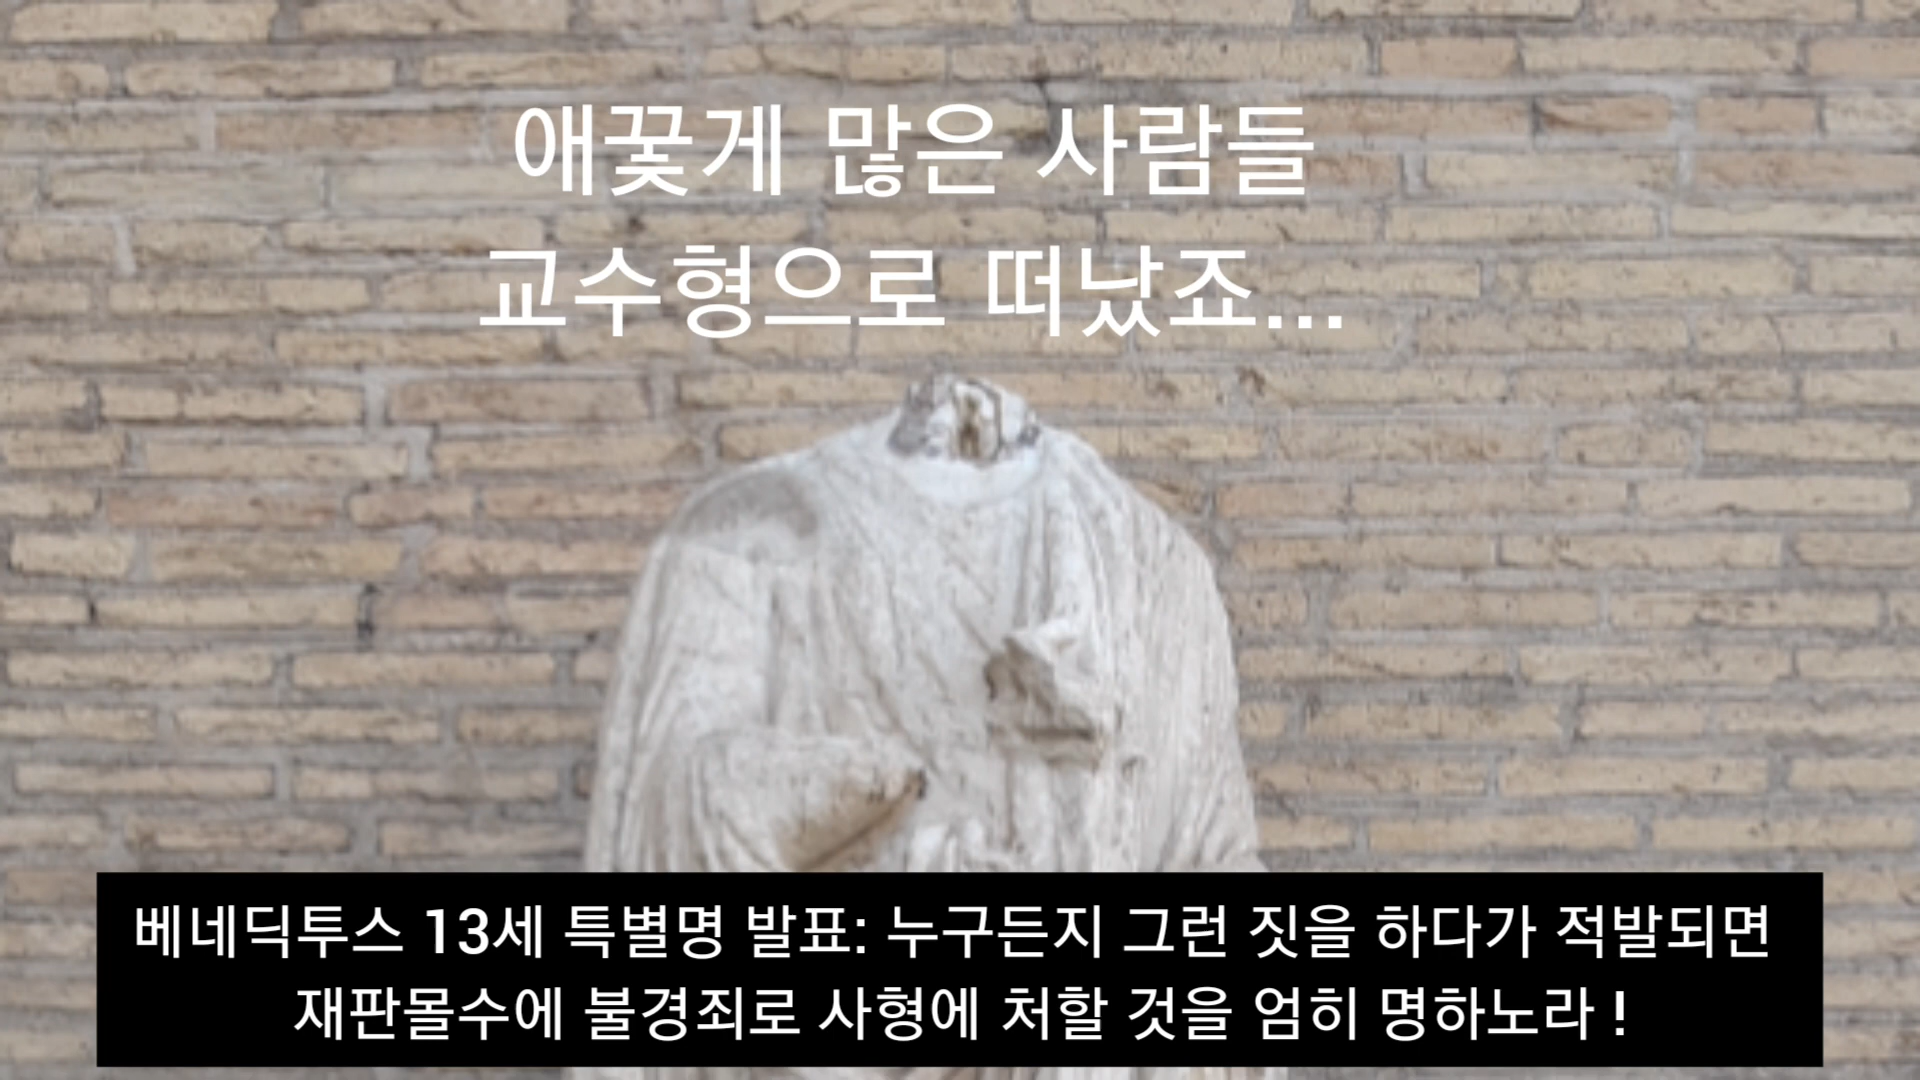 애꿎게 많은 사람들
교수형으로 떠났죠...
베네딕투스 13세 특별명 발표: 누구든지 그런 짓을 하다가 적발되면
재판몰수에 불경죄로 사형에 처할 것을 엄히 명하노라 !